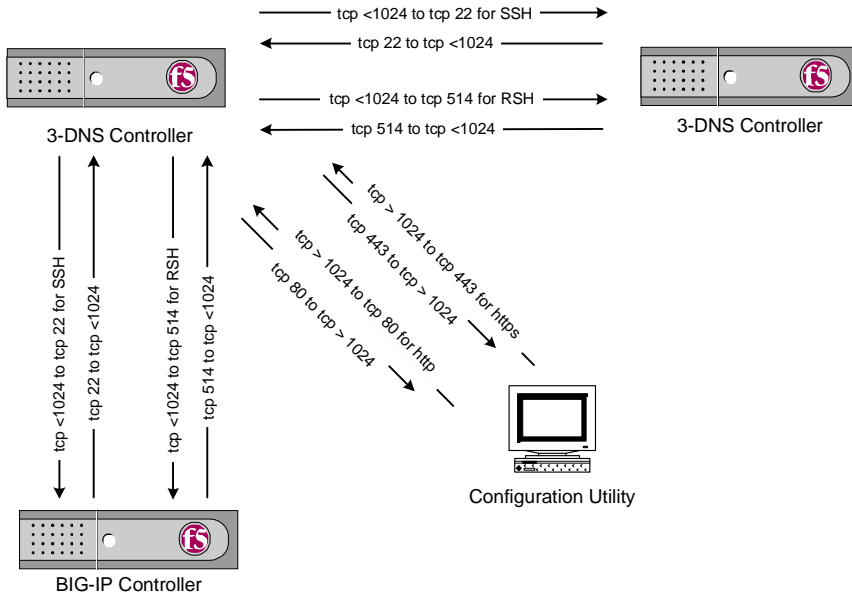 tcp <1024 to tcp 22 for SSH
tcp 22 to tcp <1024
f5
f5
tcp <1024 to tcp 514 for RSH
tcp 514 to tcp <1024
3-DNS Controller
3-DNS Controller
tcp <1024 to tcp 22 for SSH
tcp 22 to tcp <1024
tcp <1024 to tcp 514 for RSH
tcp 514 to tcp <1024
tcp > 1024 to tcp 443 for https
tcp 443 to tcp > 1024
tcp > 1024 to tcp 80 for http
tcp 80 to tcp > 1024
Configuration Utility
f5
BIG-IP Controller